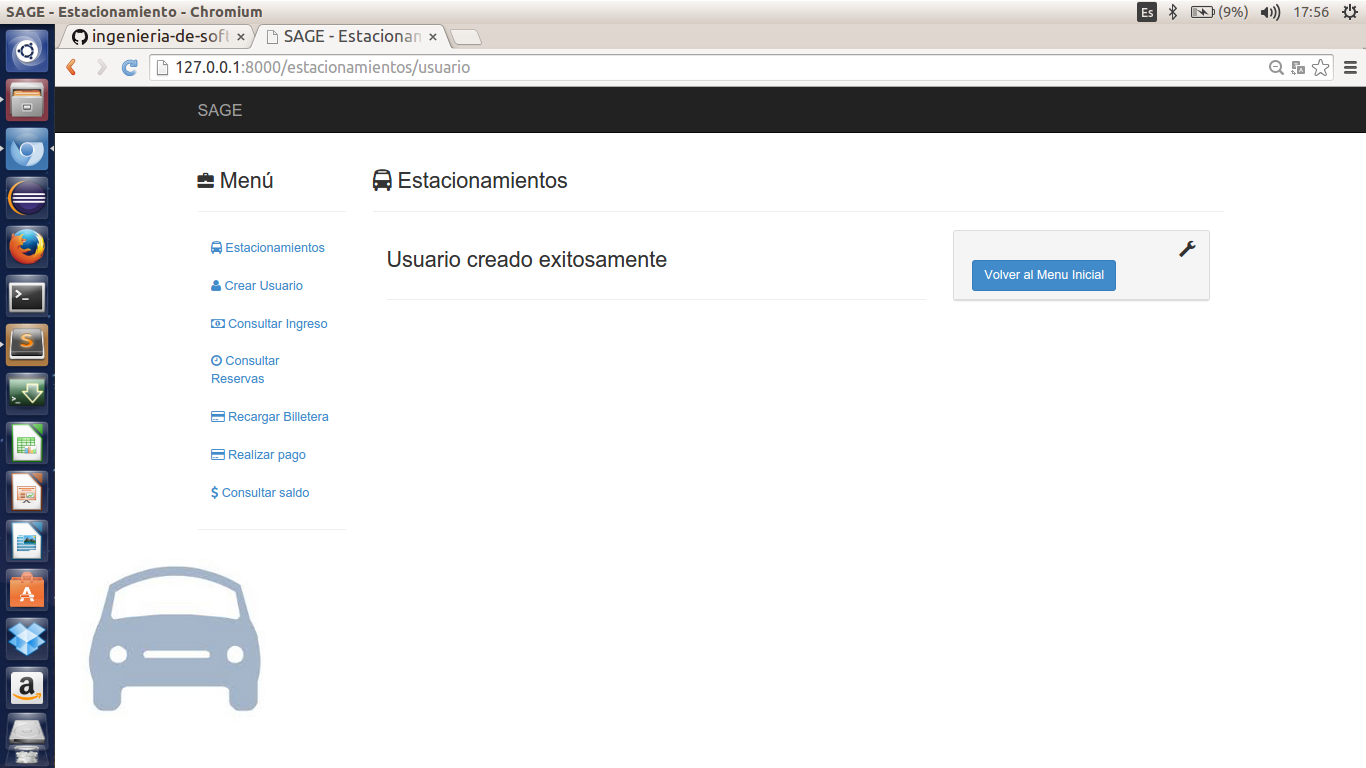 SAGE - Estacionamiento - Chromium
Es
(9%)
17:56
ingenieria-de-soft
SAGE - Estacionan
127.0.0.1:8000/estacionamientos/usuario
SAGE
Menú
Estacionamientos
Crear Usuario
Consultar Ingreso
Consultar
Reservas
Recargar Billetera
Realizar pago
$ Consultar saldo
Estacionamientos
Usuario creado exitosamente
Volver al Menu Inicial